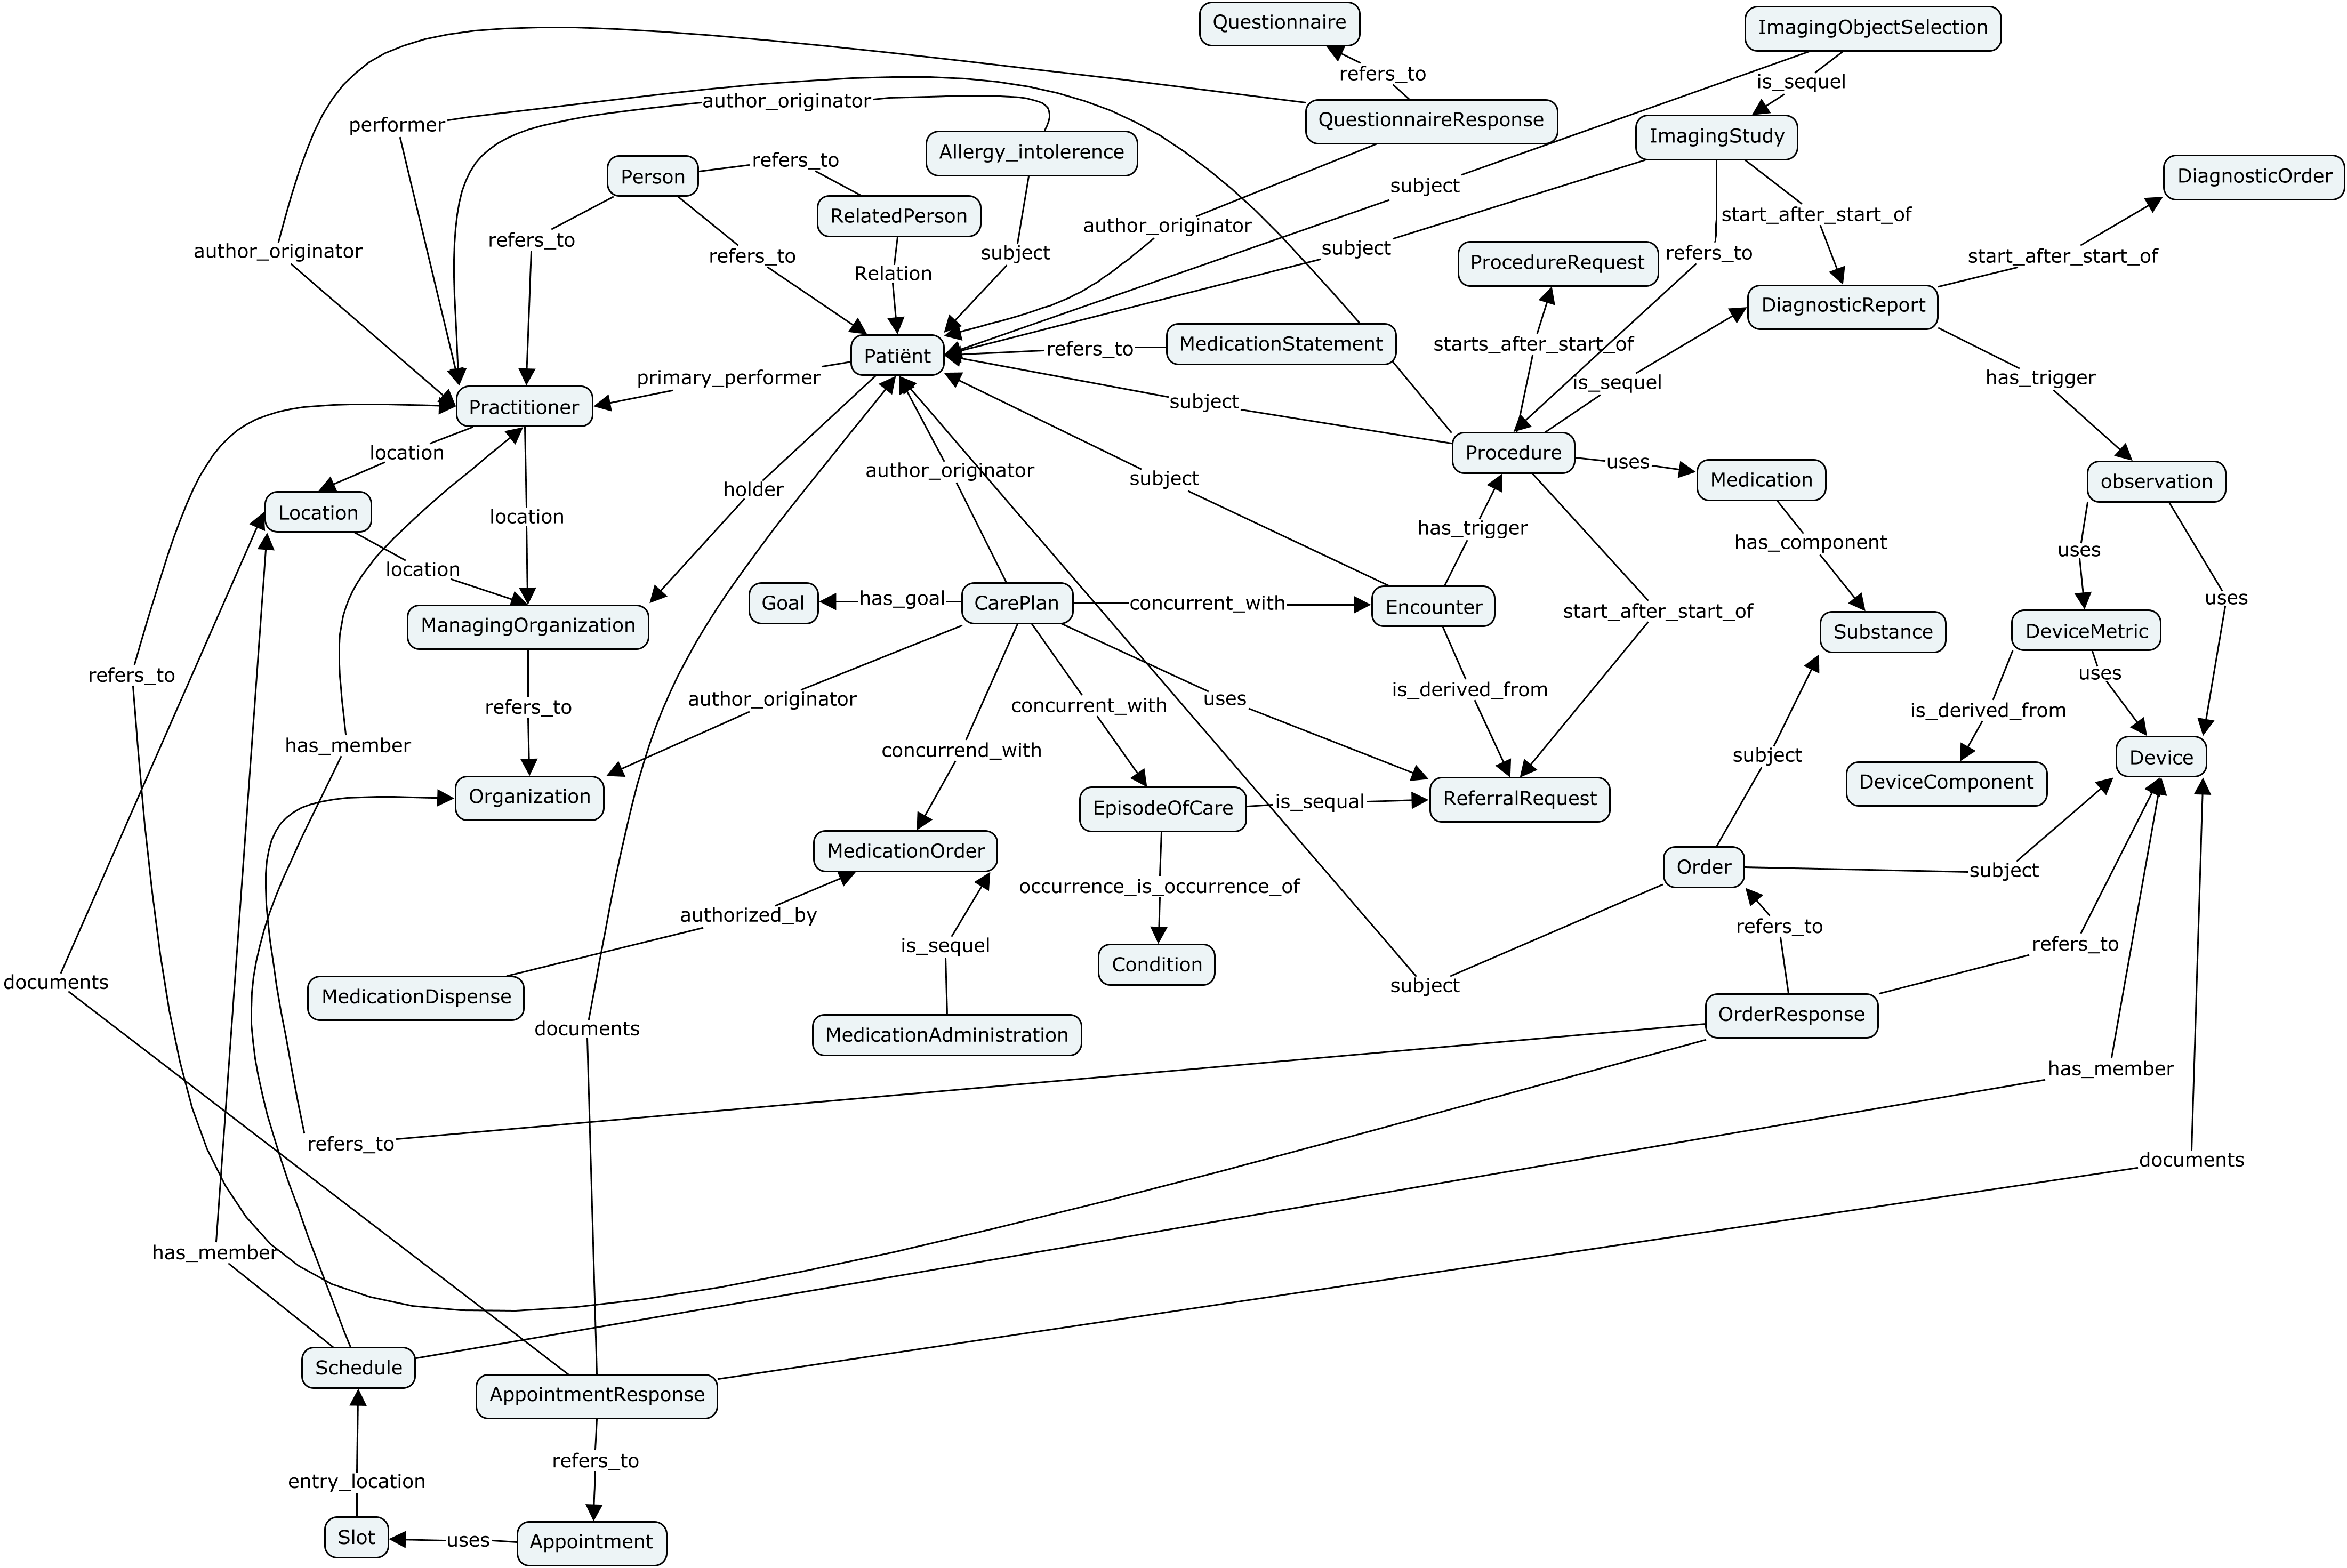 Questionnaire
ImagingObjectSelection
refers_to
is_sequel
author_originator
performer
QuestionnaireResponse
ImagingStudy
Allergy_intolerence
refers_to
Person
DiagnosticOrder
subject
RelatedPerson
start_after_start_of
author_originator
refers_to
author_originator
subject
subject
refers_to
refers_to
start_after_start_of
ProcedureRequest
Relation
DiagnosticReport
starts_after_start_of
MedicationStatement
refers_to
Patiënt
primary_performer
is_sequel
has_trigger
subject
Practitioner
location
Procedure
uses
author_originator
subject
Medication
observation
holder
Location
location
has_trigger
has_component
uses
location
has_goal
Goal
CarePlan
concurrent_with
Encounter
start_after_start_of
uses
ManagingOrganization
Substance
DeviceMetric
refers_to
uses
is_derived_from
author_originator
uses
concurrent_with
refers_to
is_derived_from
has_member
concurrend_with
subject
Device
Organization
EpisodeOfCare
is_sequal
ReferralRequest
DeviceComponent
MedicationOrder
Order
subject
occurrence_is_occurrence_of
authorized_by
refers_to
is_sequel
refers_to
Condition
documents
subject
MedicationDispense
OrderResponse
documents
MedicationAdministration
has_member
refers_to
documents
has_member
Schedule
AppointmentResponse
refers_to
entry_location
Slot
uses
Appointment